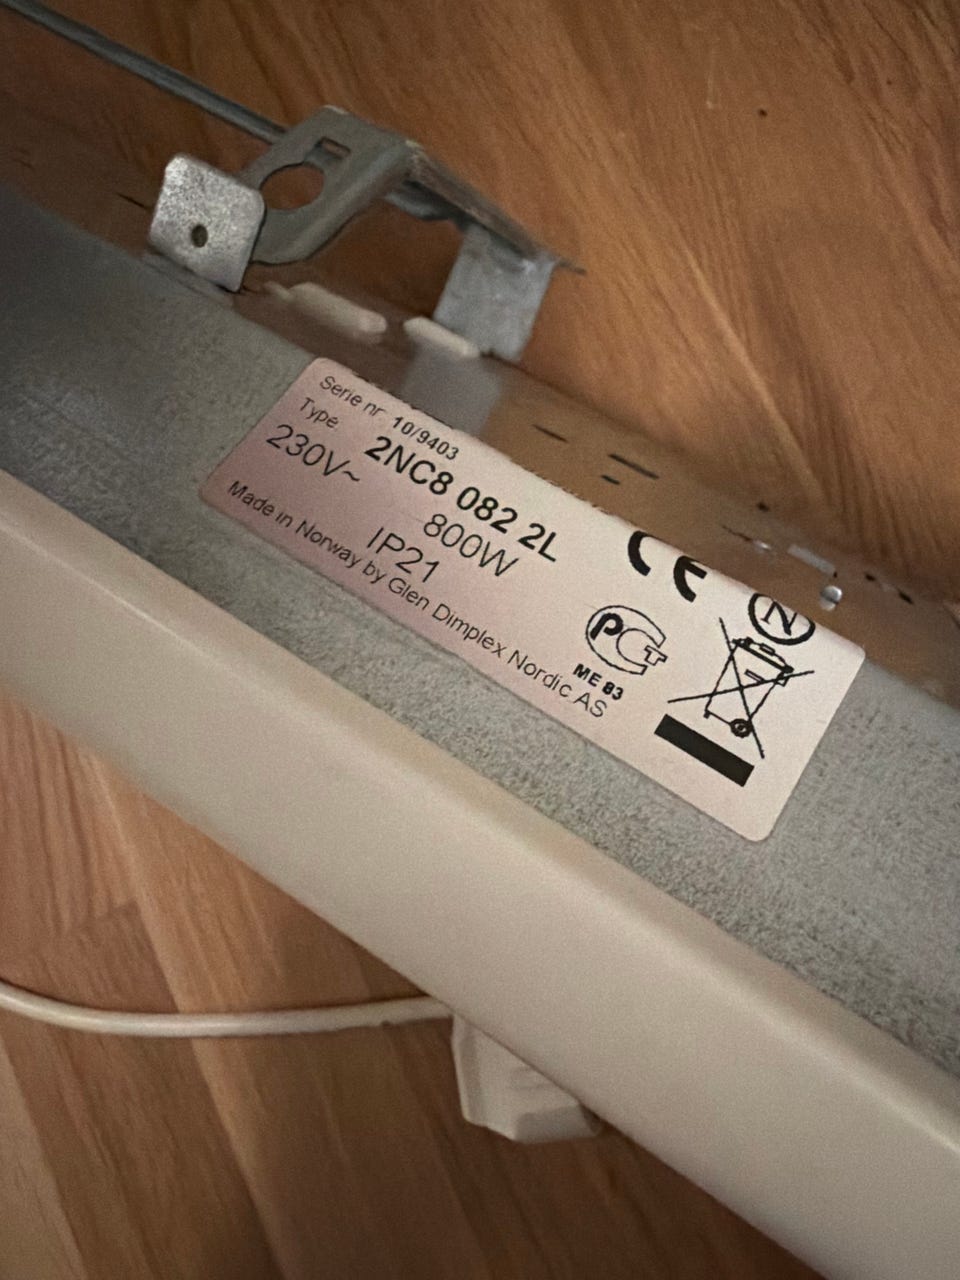 Serie nr 10/9403
Type 2NC8 082 2L
230V~ 800W
IP21
Made in Norway by Glen Dimplex Nordic AS
CE
N
PCT
ME 83